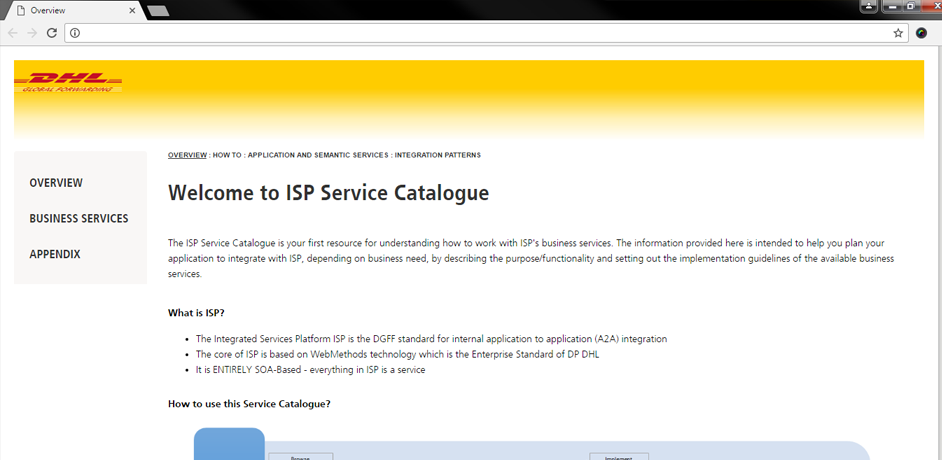 Overview
DHL
GLOBAL FORWARDING
OVERVIEW : HOW TO : APPLICATION AND SEMANTIC SERVICES : INTEGRATION PATTERNS
OVERVIEW
BUSINESS SERVICES
APPENDIX
Welcome to ISP Service Catalogue
The ISP Service Catalogue is your first resource for understanding how to work with ISP's business services. The information provided here is intended to help you plan your
application to integrate with ISP, depending on business need, by describing the purpose/functionality and setting out the implementation guidelines of the available business
services.
What is ISP?
• The Integrated Services Platform ISP is the DGFF standard for internal application to application (A2A) integration
• The core of ISP is based on WebMethods technology which is the Enterprise Standard of DP DHL
• It is ENTIRELY SOA-Based - everything in ISP is a service
How to use this Service Catalogue?
Browse
Implement